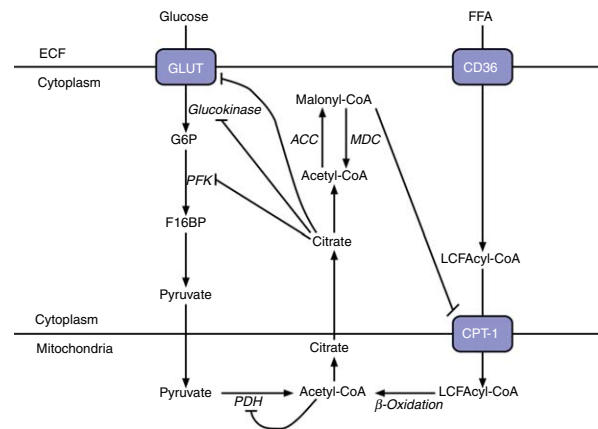 Glucose
FFA
ECF
GLUT
CD36
Cytoplasm
Glucokinase
Malonyl-CoA
G6P
ACC
MDC
PFK
Acetyl-CoA
F16BP
Citrate
LCFAcyl-CoA
Pyruvate
Cytoplasm
CPT-1
Mitochondria
Citrate
Pyruvate
PDH
Acetyl-CoA
β-Oxidation
LCFAcyl-CoA